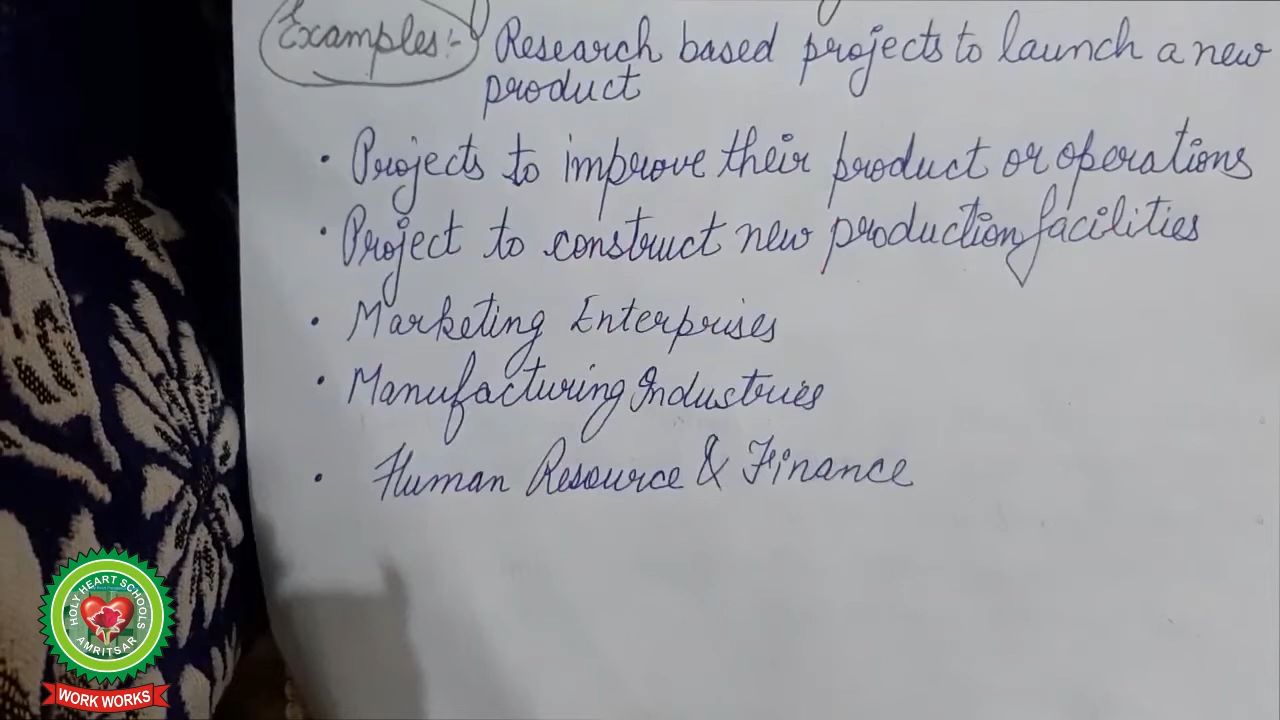 Examples:- Research based projects to launch a new
product
• Projects to improve their product or operations
• Project to construct new production facilities
• Marketing Enterprises
• Manufacturing Industries
• Human Resource & Finance
HOLY HEART SCHOOLS
AMRITSAR
WORK WORKS